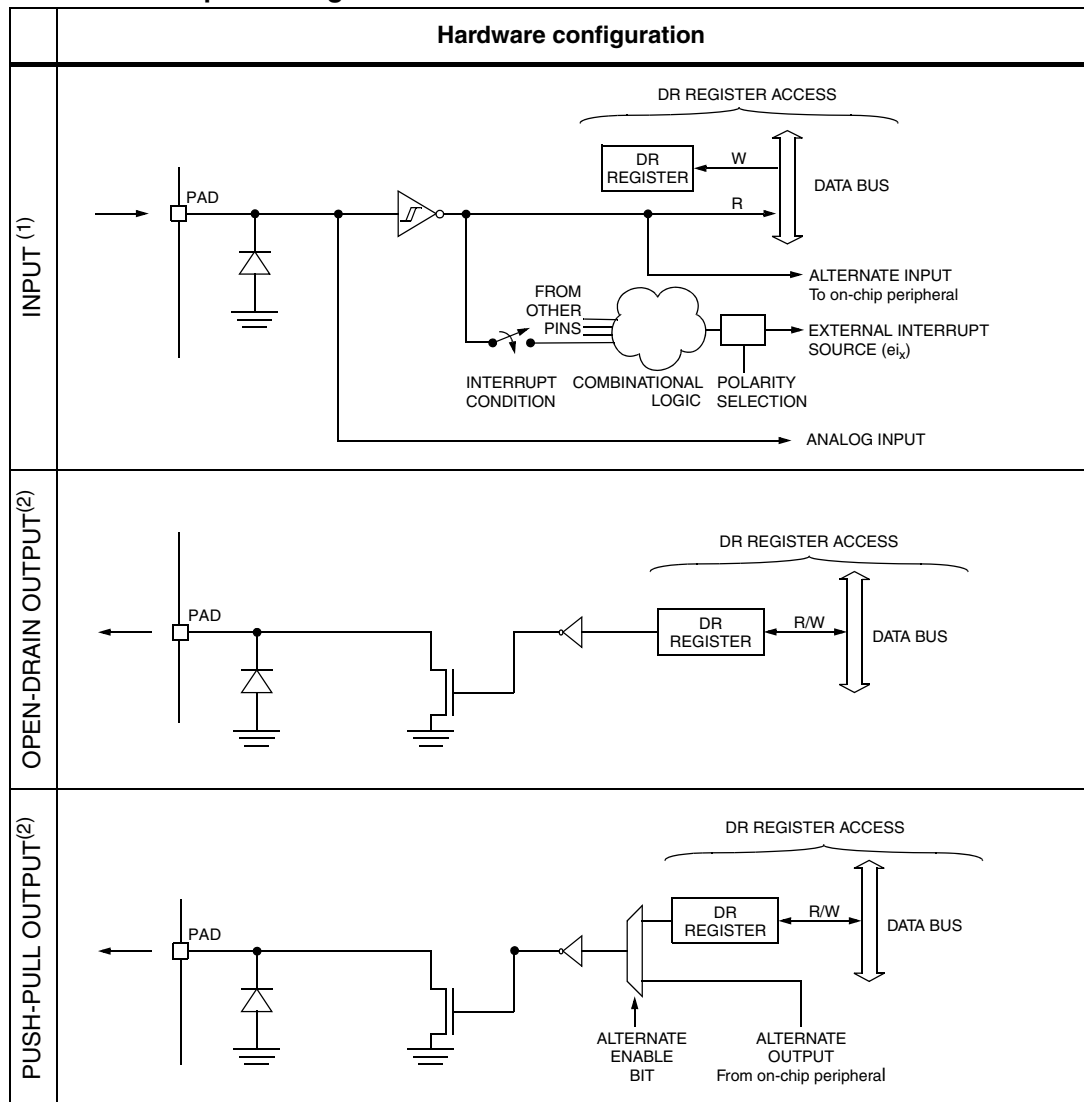 Hardware configuration
INPUT (1)
DR REGISTER ACCESS
DR
REGISTER
W
R
DATA BUS
PAD
ALTERNATE INPUT
To on-chip peripheral
FROM
OTHER
PINS
EXTERNAL INTERRUPT
SOURCE (eix)
INTERRUPT
CONDITION
COMBINATIONAL
LOGIC
POLARITY
SELECTION
ANALOG INPUT
OPEN-DRAIN OUTPUT(2)
DR REGISTER ACCESS
PAD
DR
REGISTER
R/W
DATA BUS
PUSH-PULL OUTPUT(2)
DR REGISTER ACCESS
PAD
DR
REGISTER
R/W
DATA BUS
ALTERNATE
ENABLE
BIT
ALTERNATE
OUTPUT
From on-chip peripheral